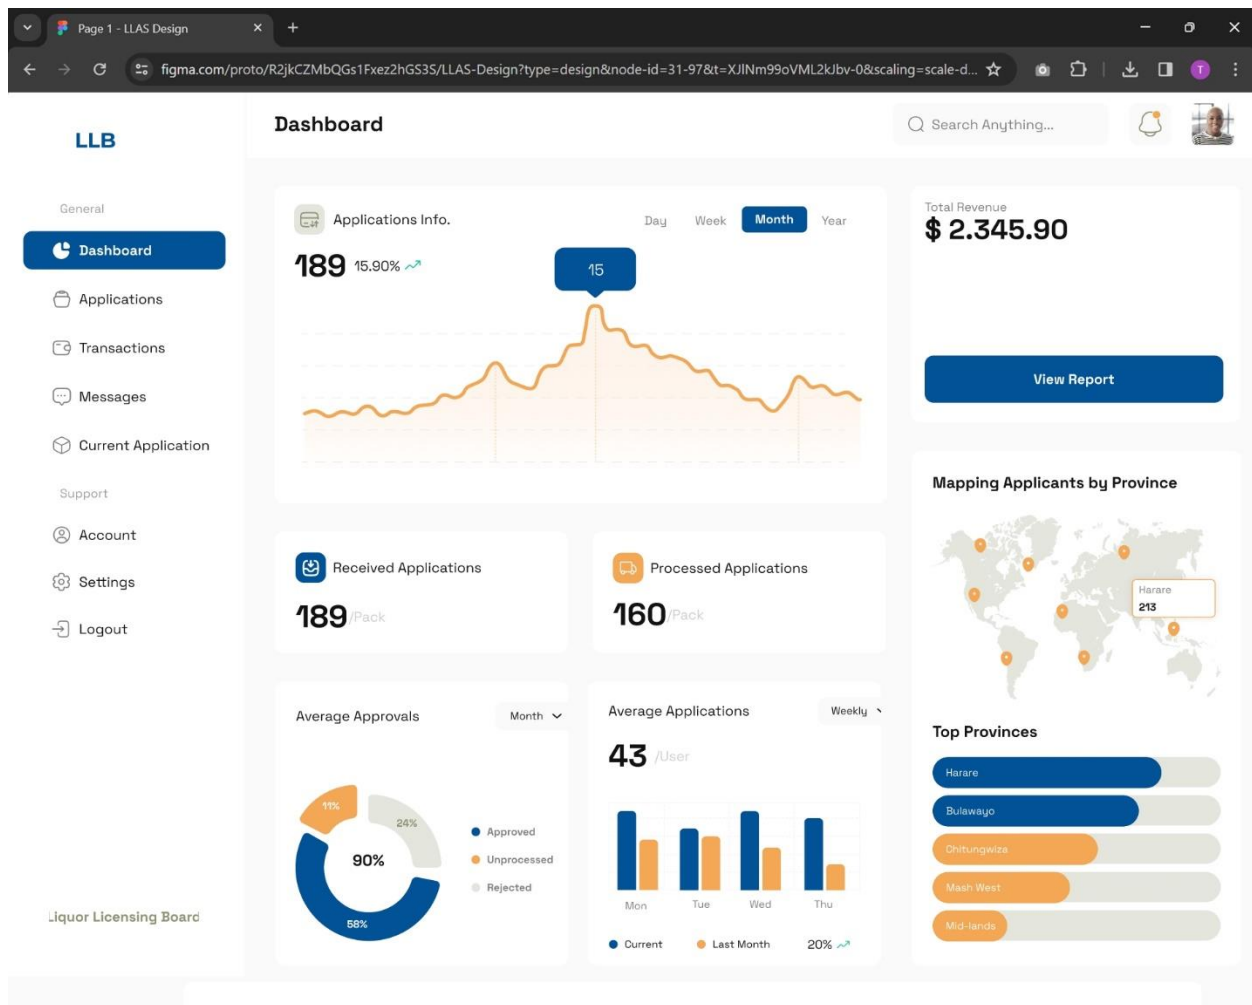 Page 1 - LLAS Design
figma.com/proto/R2jkCZMbQGs1Fxez2hGS3S/LLAS-Design?type=design&node-id=31-97&t=XJlNm99oVML2kJbv-0&scaling=scale-d...
T
LLB
Dashboard
Search Anything...
General
Dashboard
Applications
Transactions
Messages
Current Application
Support
Account
Settings
Logout
Liquor Licensing Board
Applications Info.
Day Week Month Year
189 15.90%
15
Total Revenue
$ 2.345.90
View Report
Received Applications
189 /Pack
Processed Applications
160 /Pack
Mapping Applicants by Province
Harare
213
Average Approvals
Month
11%
24%
90%
58%
Approved
Unprocessed
Rejected
Average Applications
Weekly
43 /User
Mon Tue Wed Thu
Current Last Month 20%
Top Provinces
Harare
Bulawayo
Chitungwiza
Mash West
Mid-lands